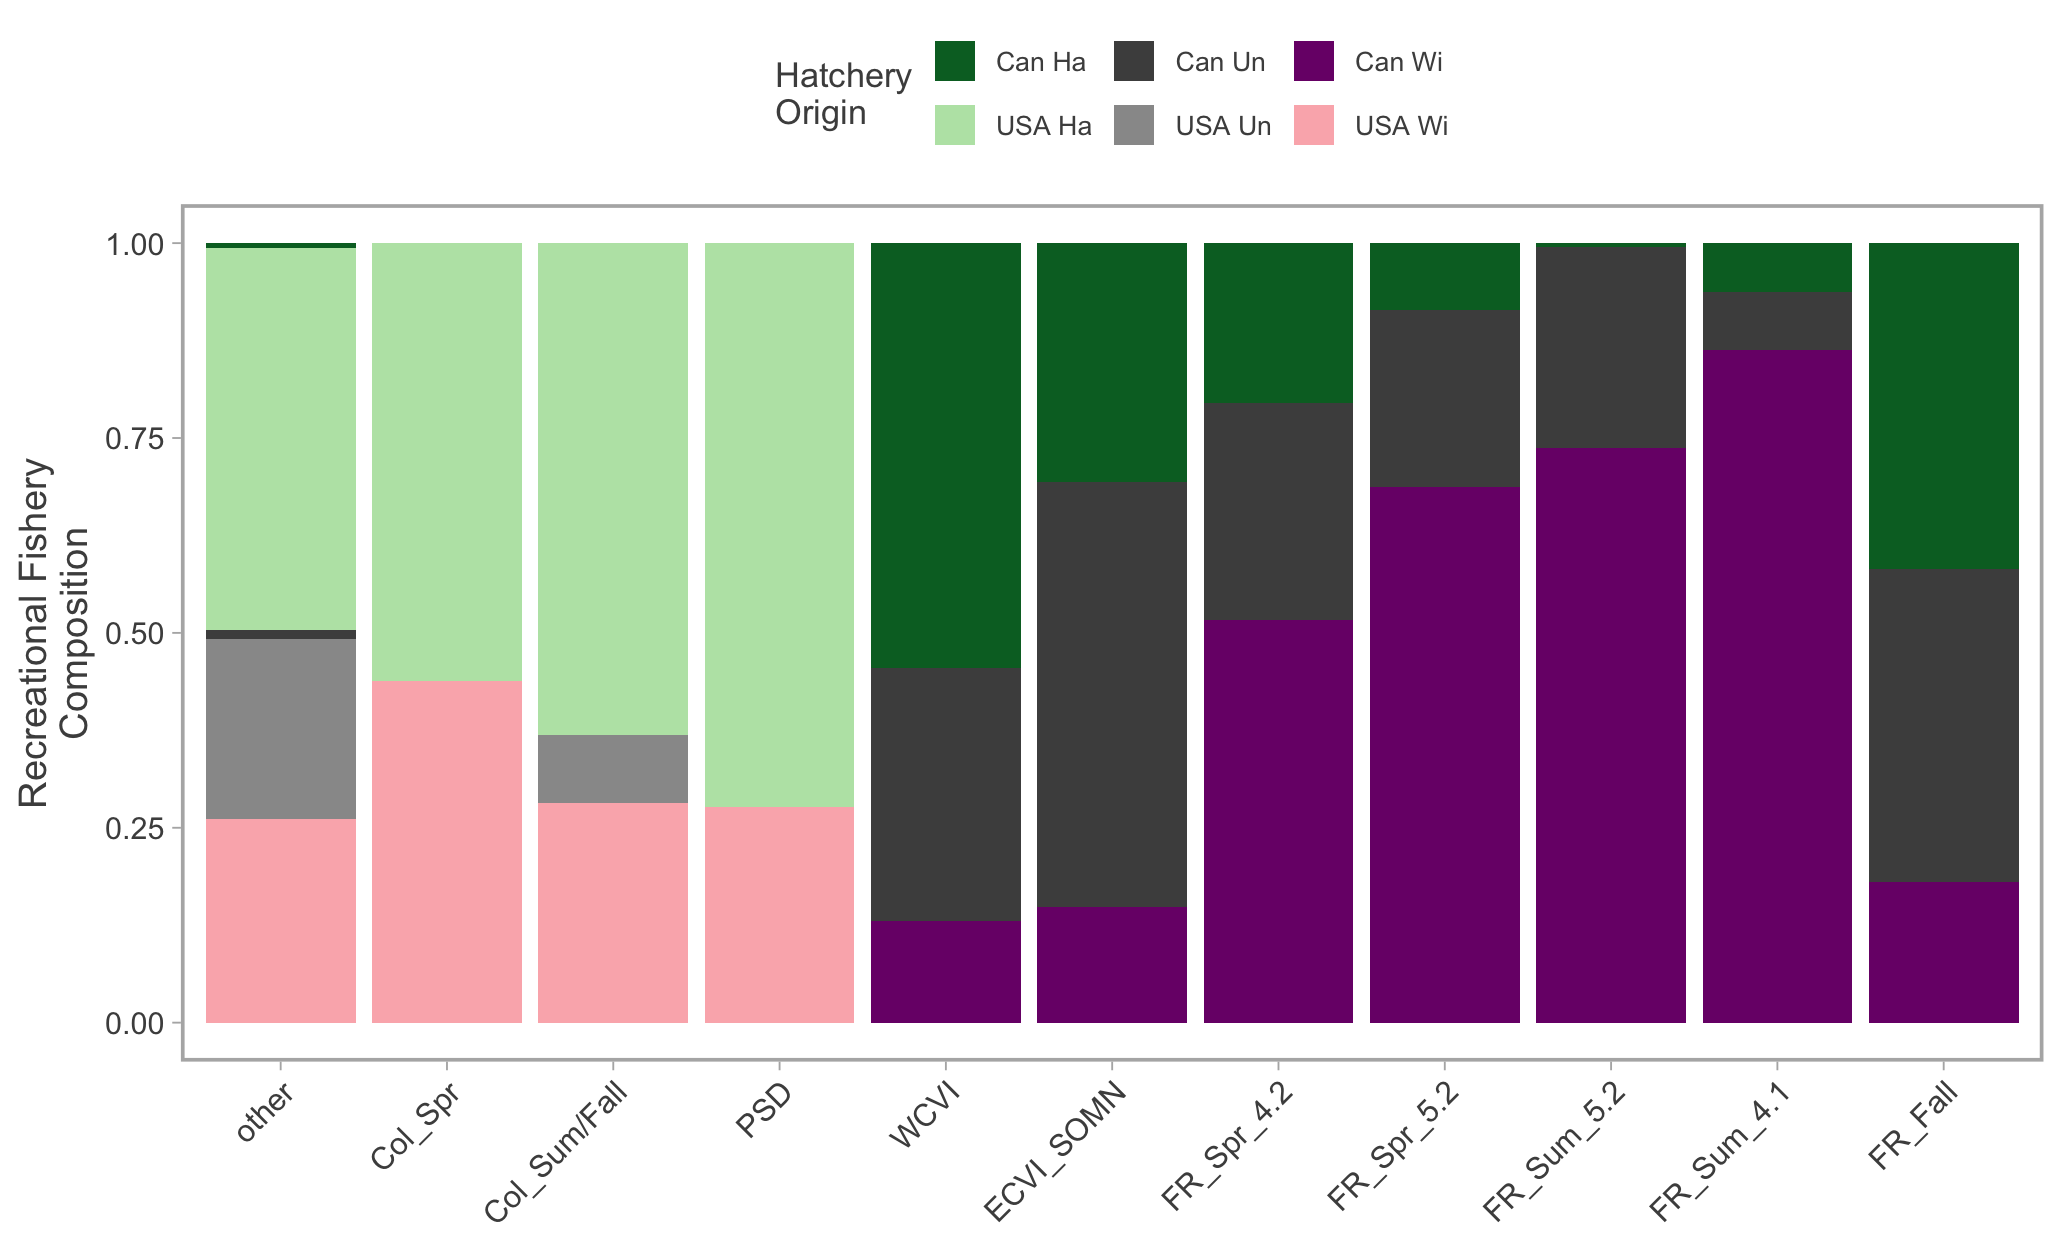 Hatchery
Origin
Can Ha
Can Un
Can Wi
USA Ha
USA Un
USA Wi
Recreational Fishery
Composition
1.00
0.75
0.50
0.25
0.00
other
Col_Spr
Col_Sum/Fall
PSD
WCVI
ECVI_SOMN
FR_Spr_4.2
FR_Spr_5.2
FR_Sum_5.2
FR_Sum_4.1
FR_Fall